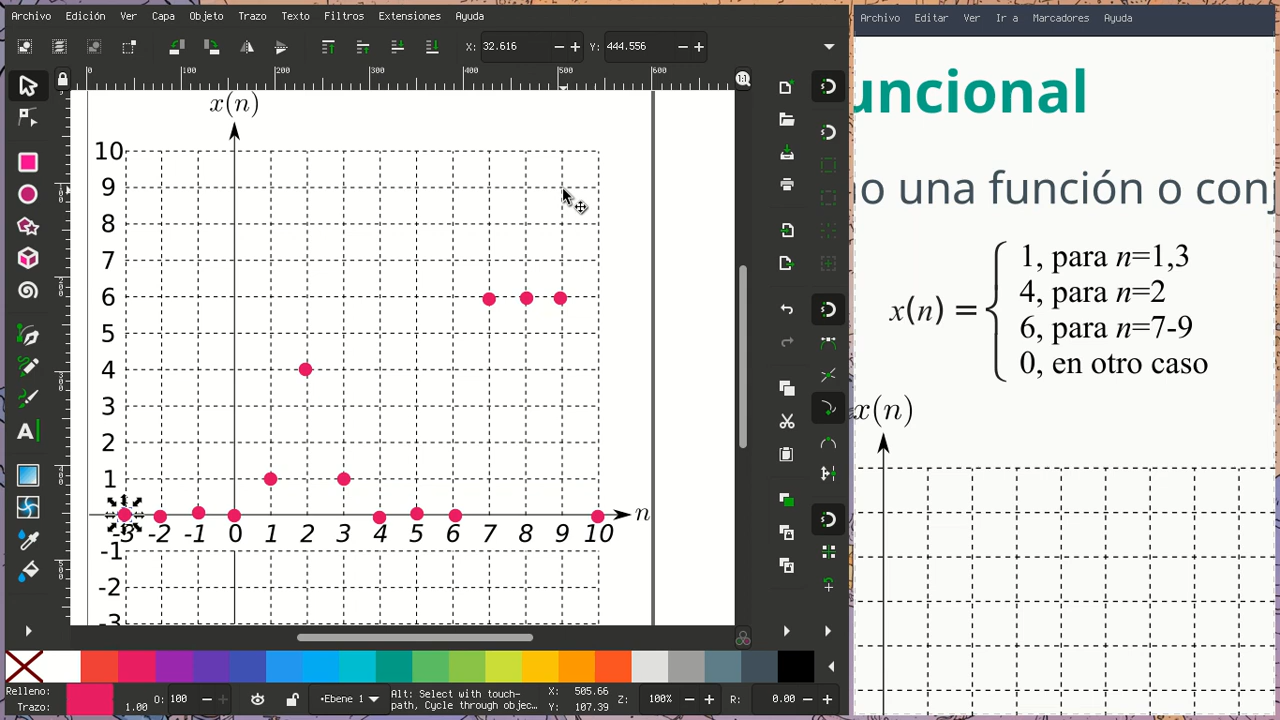 Archivo Edición Ver Capa Objeto Trazo Texto Filtros Extensiones Ayuda
X: 32.616 − + Y: 444.556 − +
0 100 200 300 400 500 600
1:1
x(n)
10
9
8
7
6
5
4
3
2
1
-3 -2 -1 0 1 2 3 4 5 6 7 8 9 10 n
-1
-2
-3
A
Relleno:
Trazo: 1.00
O: 100 − +
•Ebene 1
Alt: Select with touch-
path, Cycle through objec...
X: 505.66
Y: 107.39
Z: 100% − + R: 0.00 − +
Archivo Editar Ver Ir a Marcadores Ayuda
uncional
o una función o conj
x(n) =
1, para n=1,3
4, para n=2
6, para n=7-9
0, en otro caso
x(n)